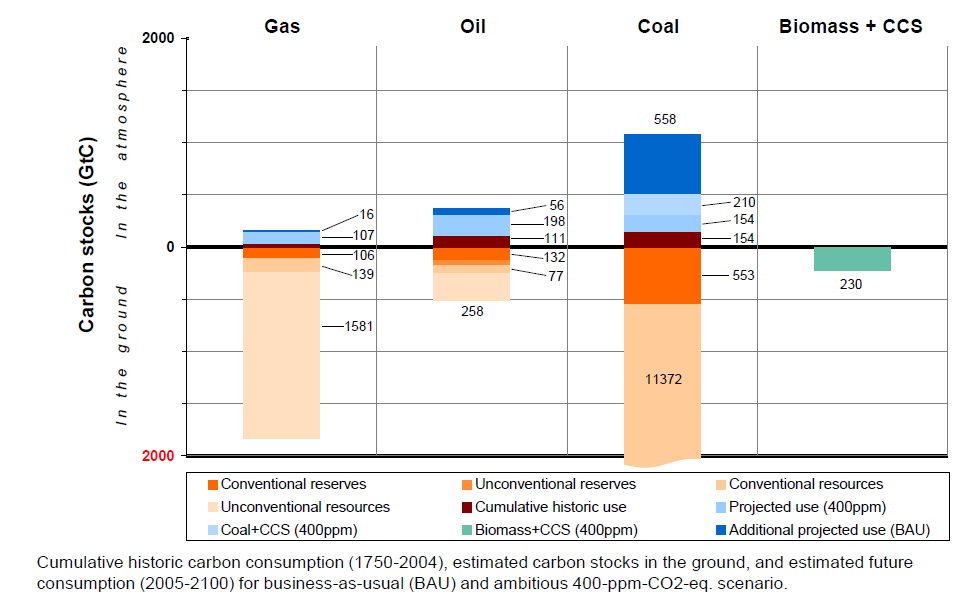 Gas Oil Coal Biomass + CCS
2000
In the atmosphere
Carbon stocks (GtC)
0
In the ground
2000
16
107
106
139
1581
56
198
111
132
77
258
558
210
154
154
553
11372
230
Conventional reserves Unconventional reserves Conventional resources
Unconventional resources Cumulative historic use Projected use (400ppm)
Coal+CCS (400ppm) Biomass+CCS (400ppm) Additional projected use (BAU)
Cumulative historic carbon consumption (1750-2004), estimated carbon stocks in the ground, and estimated future
consumption (2005-2100) for business-as-usual (BAU) and ambitious 400-ppm-CO2-eq. scenario.